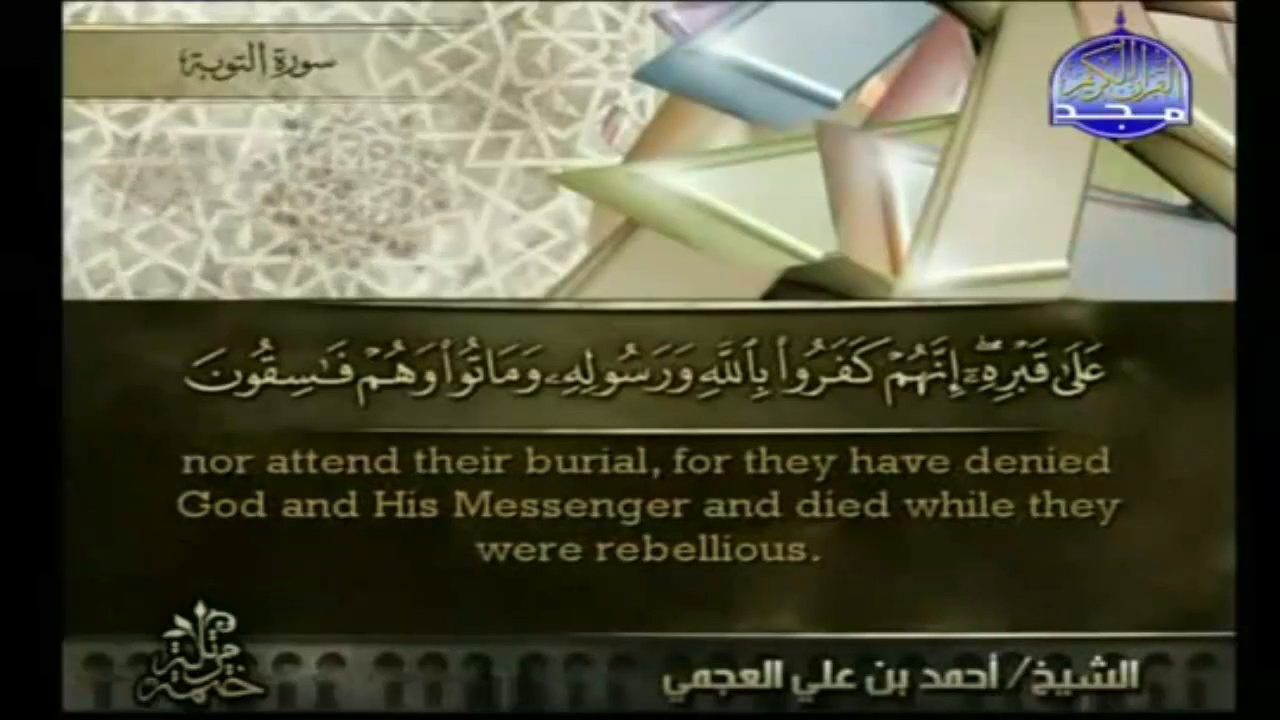 سورة التوبة
القرآن الكريم
مجد
عَلَىٰ قَبْرِهِۦٓ ۖ إِنَّهُمْ كَفَرُوا۟ بِٱللَّهِ وَرَسُولِهِۦ وَمَاتُوا۟ وَهُمْ فَـٰسِقُونَ
nor attend their burial, for they have denied
God and His Messenger and died while they
were rebellious.
ختمة مرتلة
الشيخ/ أحمد بن علي العجمي